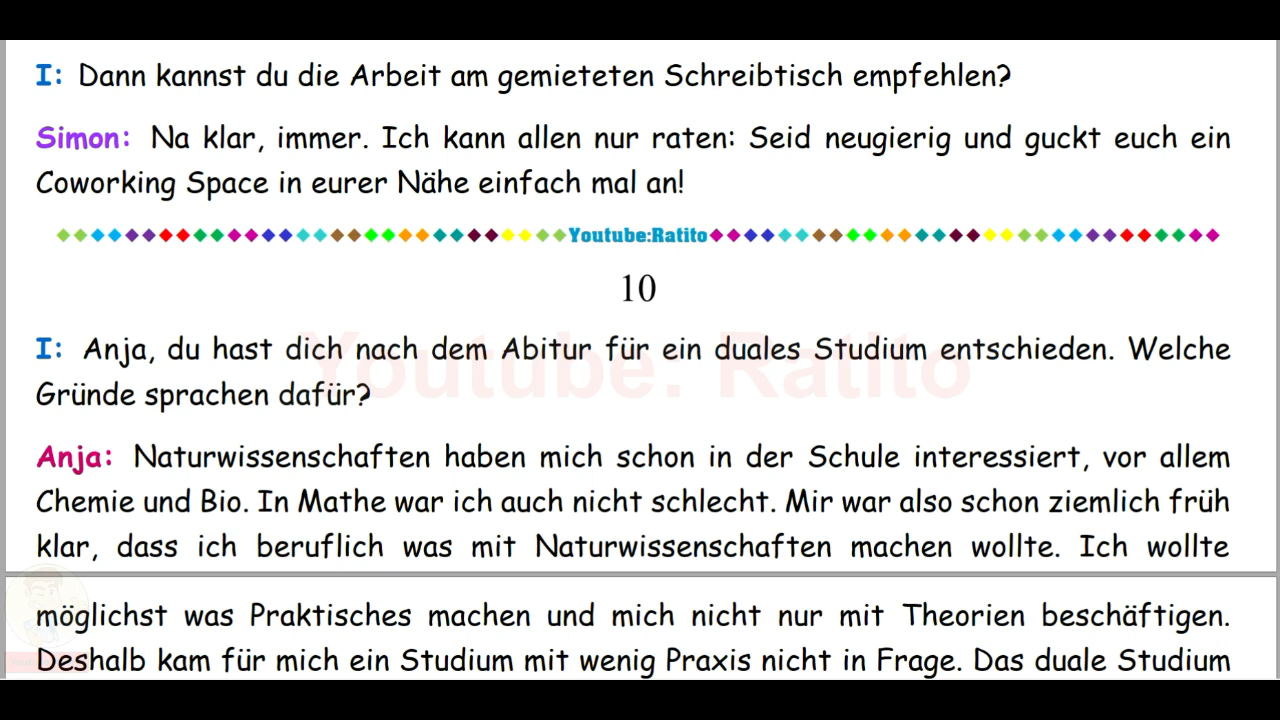 I: Dann kannst du die Arbeit am gemieteten Schreibtisch empfehlen?
Simon: Na klar, immer. Ich kann allen nur raten: Seid neugierig und guckt euch ein
Coworking Space in eurer Nähe einfach mal an!
Youtube:Ratito
10
I: Anja, du hast dich nach dem Abitur für ein duales Studium entschieden. Welche
Youtube: Ratito
Gründe sprachen dafür?
Anja: Naturwissenschaften haben mich schon in der Schule interessiert, vor allem
Chemie und Bio. In Mathe war ich auch nicht schlecht. Mir war also schon ziemlich früh
klar, dass ich beruflich was mit Naturwissenschaften machen wollte. Ich wollte
möglichst was Praktisches machen und mich nicht nur mit Theorien beschäftigen.
Deshalb kam für mich ein Studium mit wenig Praxis nicht in Frage. Das duale Studium